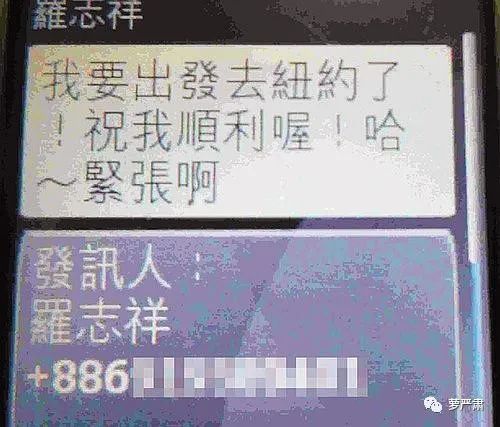 羅志祥
我要出發去紐約了
！祝我順利喔！哈
～緊張啊
發訊人：
羅志祥
+886
萝严肃